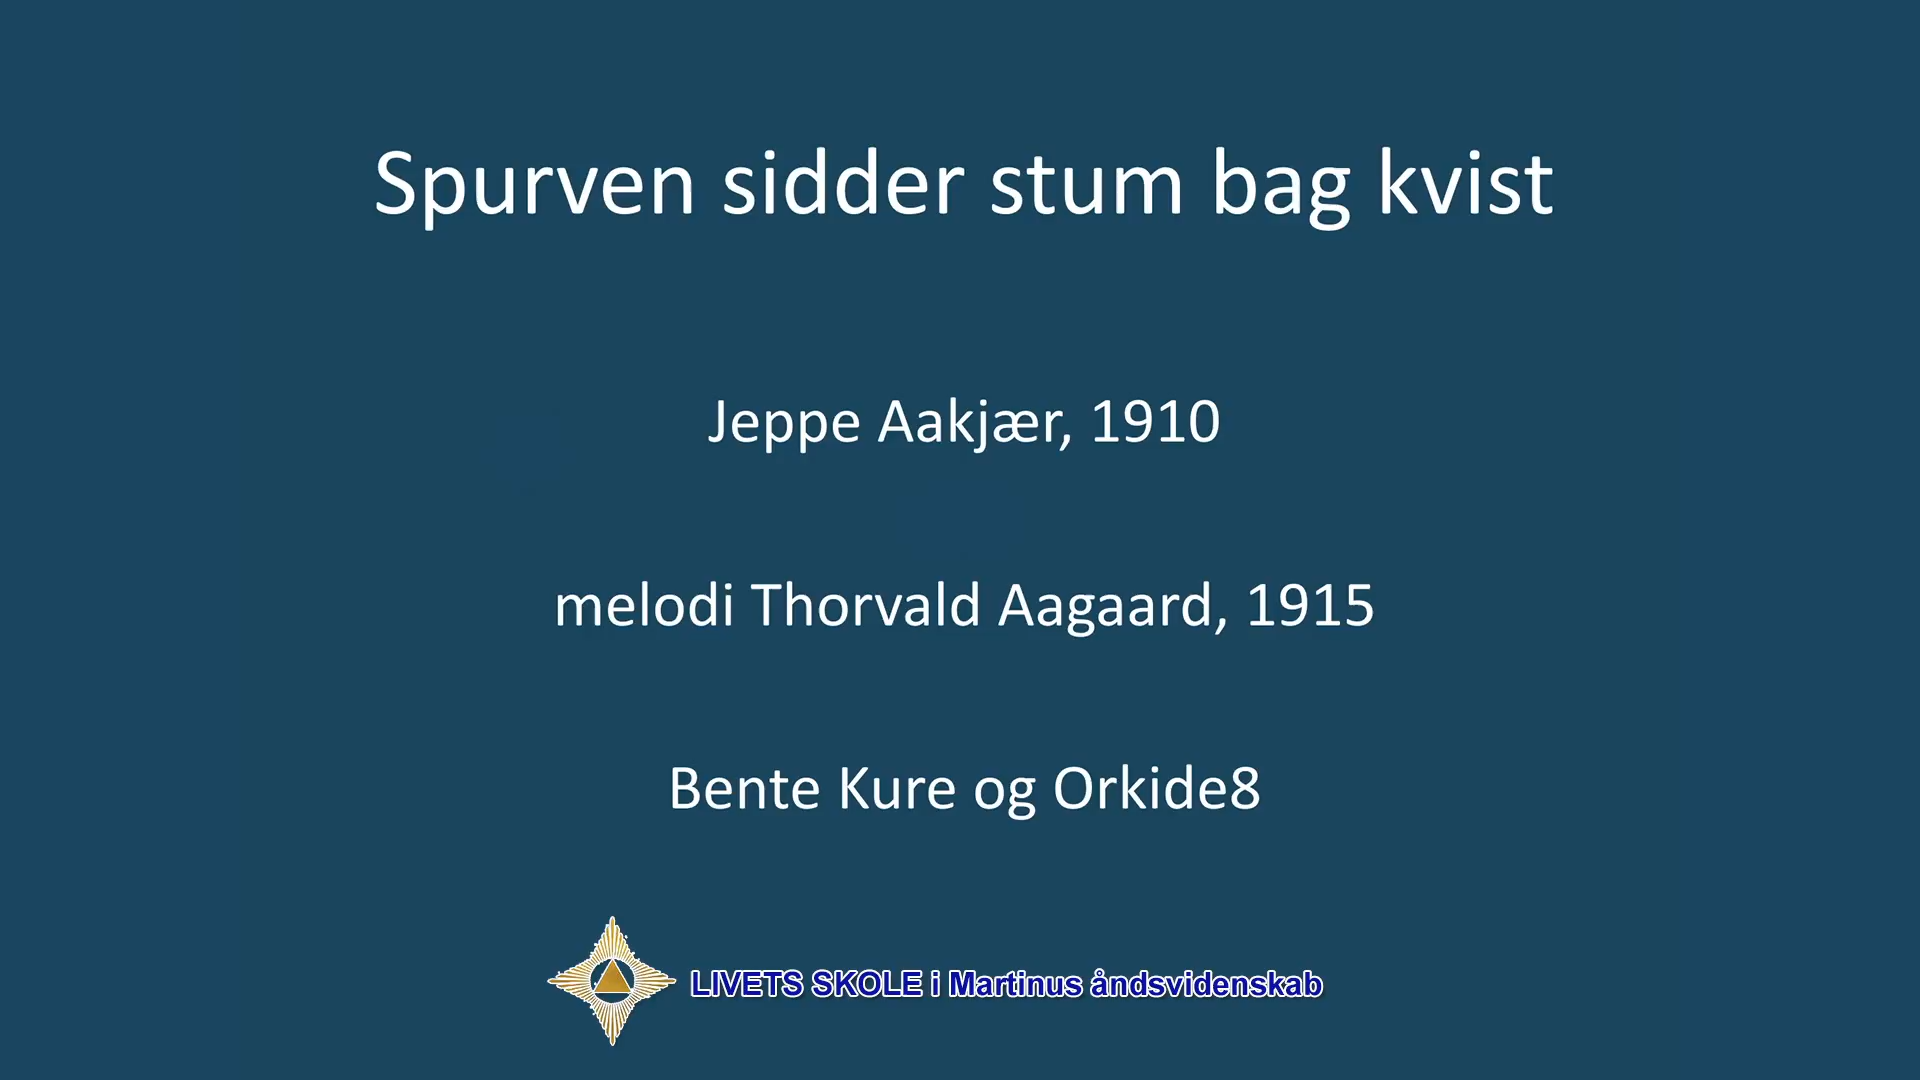 Spurven sidder stum bag kvist
Jeppe Aakjær, 1910
melodi Thorvald Aagaard, 1915
Bente Kure og Orkide8
LIVETS SKOLE i Martinus åndsvidenskab